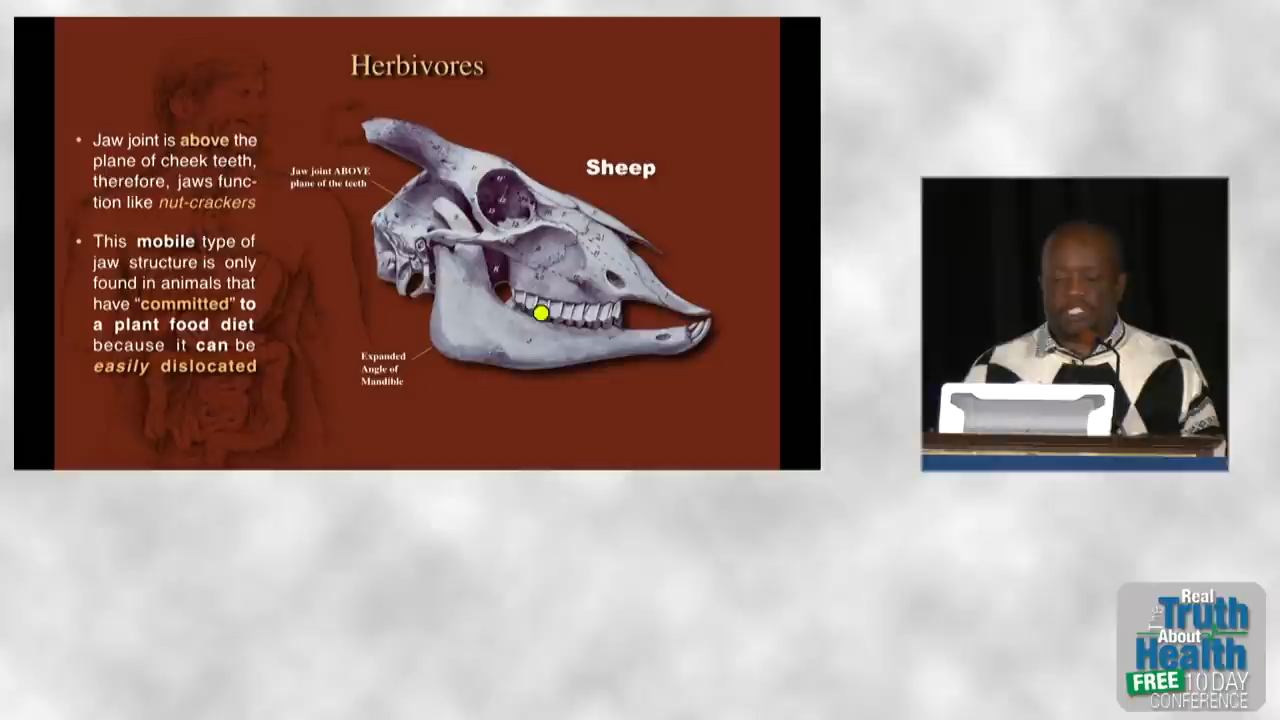 Herbivores
• Jaw joint is above the
plane of cheek teeth,
therefore, jaws func-
tion like nut-crackers
• This mobile type of
jaw structure is only
found in animals that
have “committed” to
a plant food diet
because it can be
easily dislocated
Jaw joint ABOVE
plane of the teeth
Sheep
Expanded
Angle of
Mandible
The Real
Truth
About
Health
FREE 10 DAY
CONFERENCE